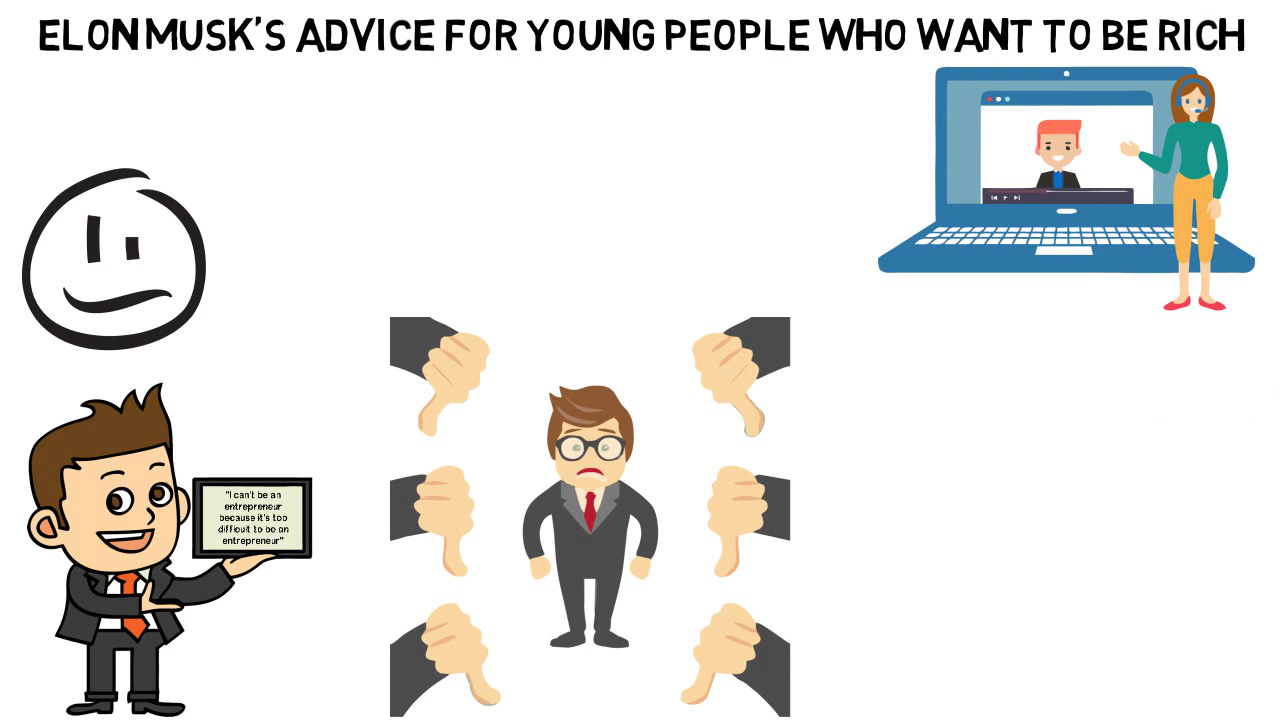 ELON MUSK'S ADVICE FOR YOUNG PEOPLE WHO WANT TO BE RICH
"I can't be an
entrepreneur
because it's too
difficult to be an
entrepreneur"